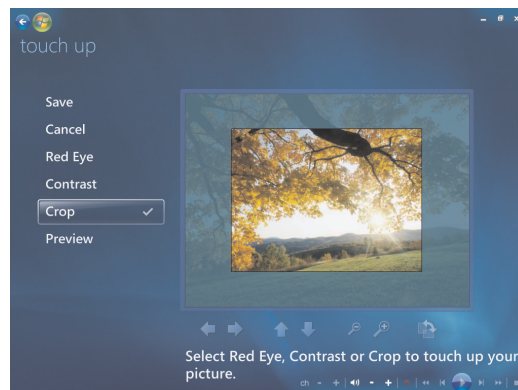 touch up
Save
Cancel
Red Eye
Contrast
Crop
Preview
Select Red Eye, Contrast or Crop to touch up your
picture.
ch - +
- +